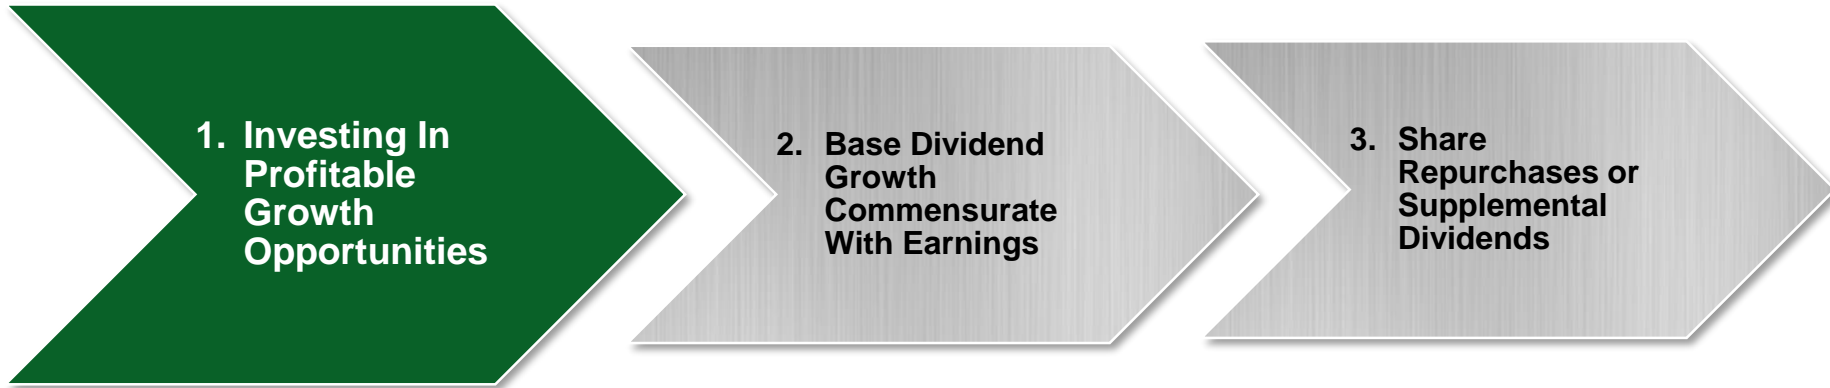 1. Investing In
Profitable
Growth
Opportunities
2. Base Dividend
Growth
Commensurate
With Earnings
3. Share
Repurchases or
Supplemental
Dividends